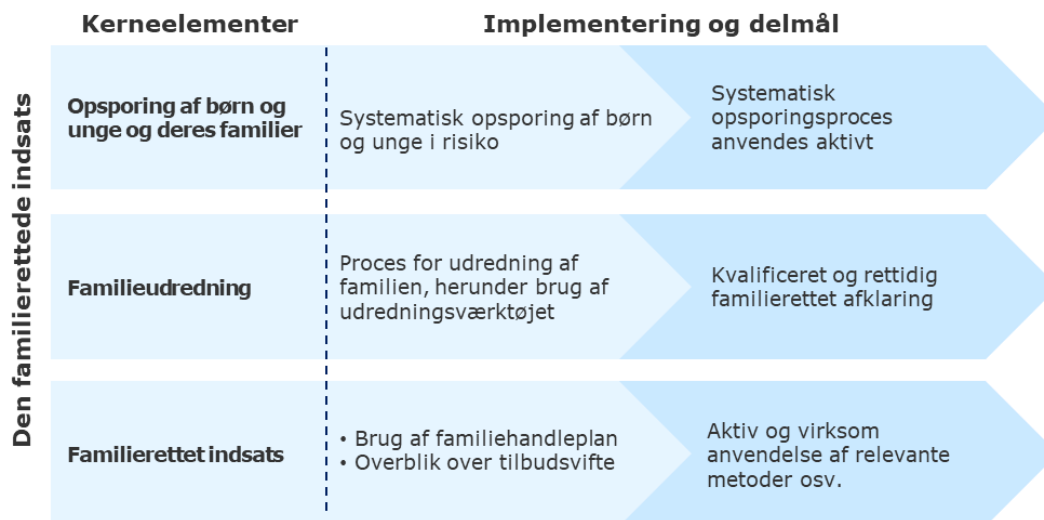 Kerneelementer
Implementering og delmål
Den familierettede indsats
Opsporing af børn og
unge og deres familier
Systematisk opsporing af børn
og unge i risiko
Systematisk
opsporingsproces
anvendes aktivt
Familieudredning
Proces for udredning af
familien, herunder brug af
udredningsværktøjet
Kvalificeret og rettidig
familierettet afklaring
Familierettet indsats
• Brug af familiehandleplan
• Overblik over tilbudsvifte
Aktiv og virksom
anvendelse af relevante
metoder osv.